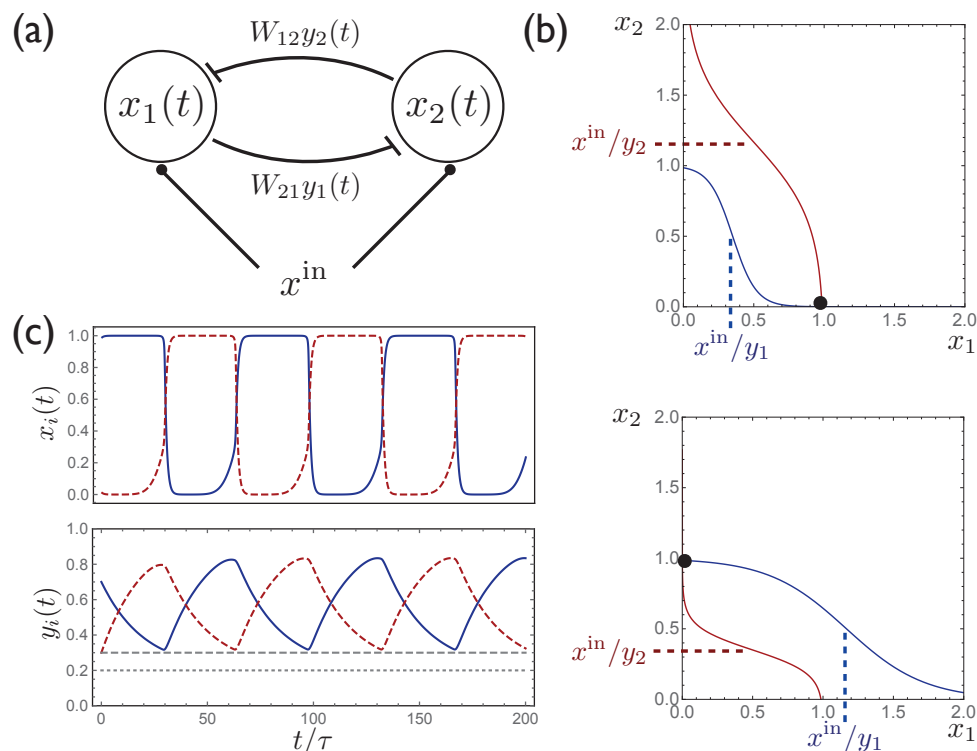 (a)
W₁₂y₂(t)
x₁(t)
x₂(t)
W₂₁y₁(t)
xⁱⁿ
(b)
x₂
2.0
1.5
xⁱⁿ/y₂
1.0
0.5
0.0
0.0 0.5 1.0 1.5 2.0
xⁱⁿ/y₁
x₁
(c)
xᵢ(t)
1.0
0.8
0.6
0.4
0.2
0.0
yᵢ(t)
1.0
0.8
0.6
0.4
0.2
0.0
0 50 100 150 200
t/τ
x₂
2.0
1.5
1.0
0.5
xⁱⁿ/y₂
0.0
0.0 0.5 1.0 1.5 2.0
xⁱⁿ/y₁
x₁